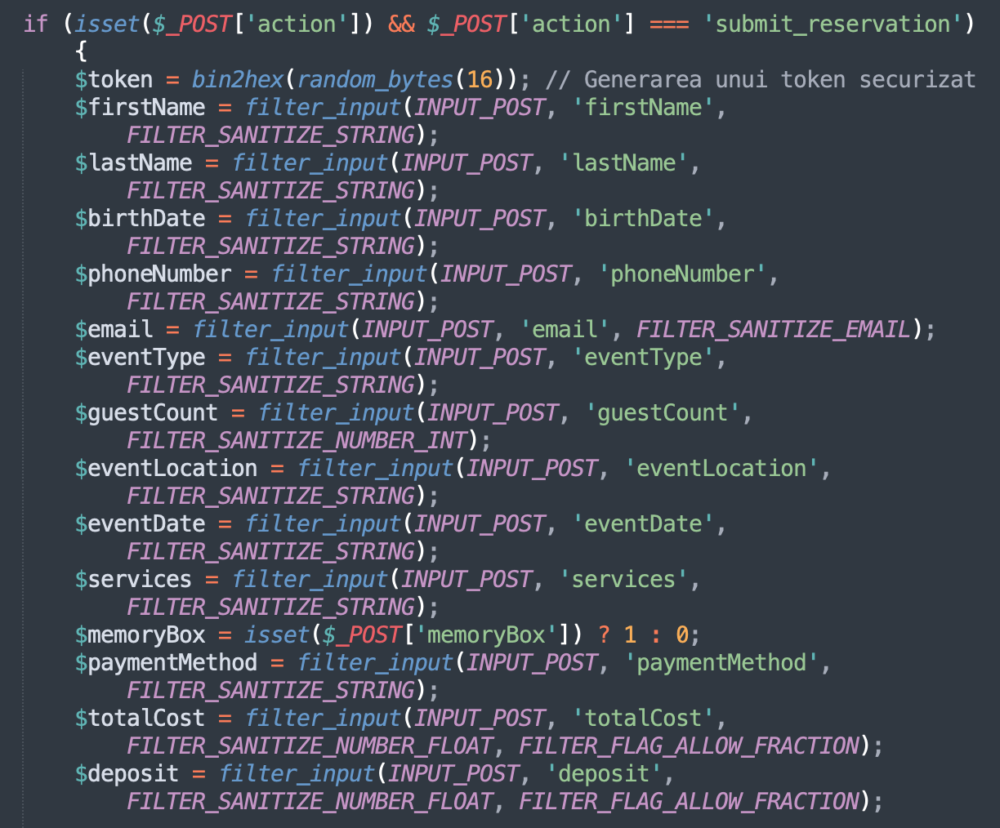 if (isset($_POST['action']) && $_POST['action'] === 'submit_reservation')
{
$token = bin2hex(random_bytes(16)); // Generarea unui token securizat
$firstName = filter_input(INPUT_POST, 'firstName',
FILTER_SANITIZE_STRING);
$lastName = filter_input(INPUT_POST, 'lastName',
FILTER_SANITIZE_STRING);
$birthDate = filter_input(INPUT_POST, 'birthDate',
FILTER_SANITIZE_STRING);
$phoneNumber = filter_input(INPUT_POST, 'phoneNumber',
FILTER_SANITIZE_STRING);
$email = filter_input(INPUT_POST, 'email', FILTER_SANITIZE_EMAIL);
$eventType = filter_input(INPUT_POST, 'eventType',
FILTER_SANITIZE_STRING);
$guestCount = filter_input(INPUT_POST, 'guestCount',
FILTER_SANITIZE_NUMBER_INT);
$eventLocation = filter_input(INPUT_POST, 'eventLocation',
FILTER_SANITIZE_STRING);
$eventDate = filter_input(INPUT_POST, 'eventDate',
FILTER_SANITIZE_STRING);
$services = filter_input(INPUT_POST, 'services',
FILTER_SANITIZE_STRING);
$memoryBox = isset($_POST['memoryBox']) ? 1 : 0;
$paymentMethod = filter_input(INPUT_POST, 'paymentMethod',
FILTER_SANITIZE_STRING);
$totalCost = filter_input(INPUT_POST, 'totalCost',
FILTER_SANITIZE_NUMBER_FLOAT, FILTER_FLAG_ALLOW_FRACTION);
$deposit = filter_input(INPUT_POST, 'deposit',
FILTER_SANITIZE_NUMBER_FLOAT, FILTER_FLAG_ALLOW_FRACTION);